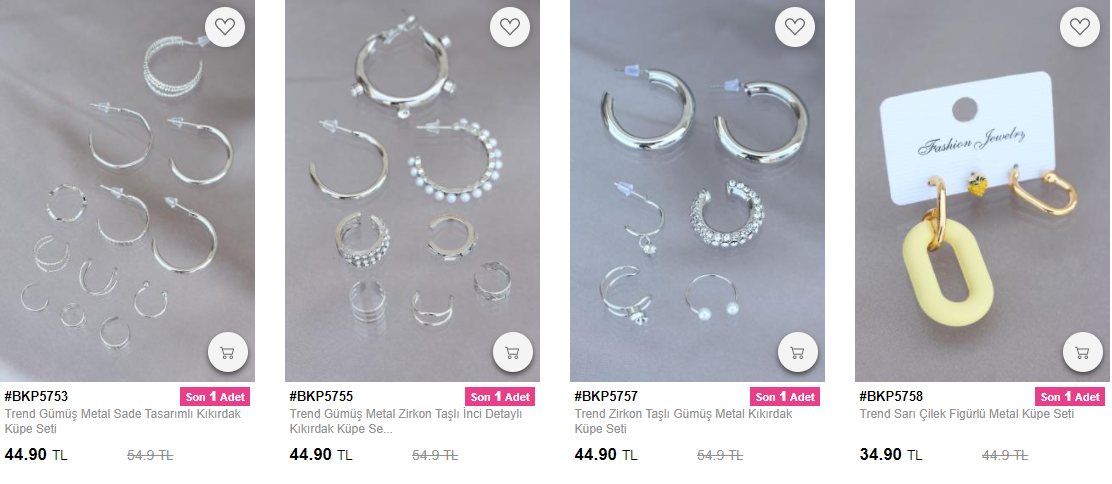 Fashion Jewelry
#BKP5753
Son 1 Adet
Trend Gümüş Metal Sade Tasarımlı Kıkırdak
Küpe Seti
44.90 TL
54.9 TL
#BKP5755
Son 1 Adet
Trend Gümüş Metal Zirkon Taşlı İnci Detaylı
Kıkırdak Küpe Se...
44.90 TL
54.9 TL
#BKP5757
Son 1 Adet
Trend Zirkon Taşlı Gümüş Metal Kıkırdak
Küpe Seti
44.90 TL
54.9 TL
#BKP5758
Son 1 Adet
Trend Sarı Çilek Figürlü Metal Küpe Seti
34.90 TL
44.9 TL